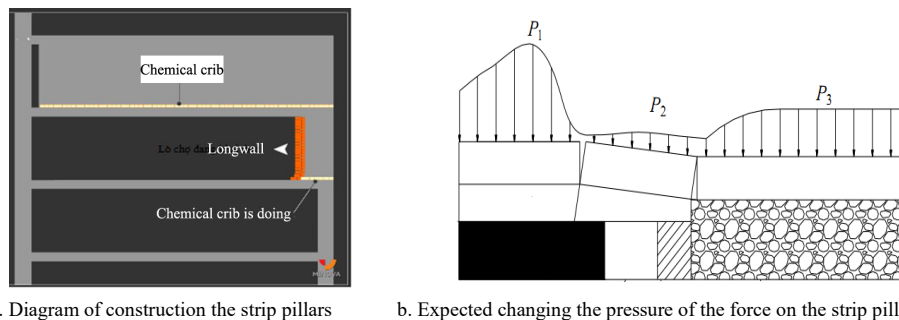 Chemical crib
Lò chợ
Longwall
Chemical crib is doing
P₁
P₂
P₃
. Diagram of construction the strip pillars
b. Expected changing the pressure of the force on the strip pill